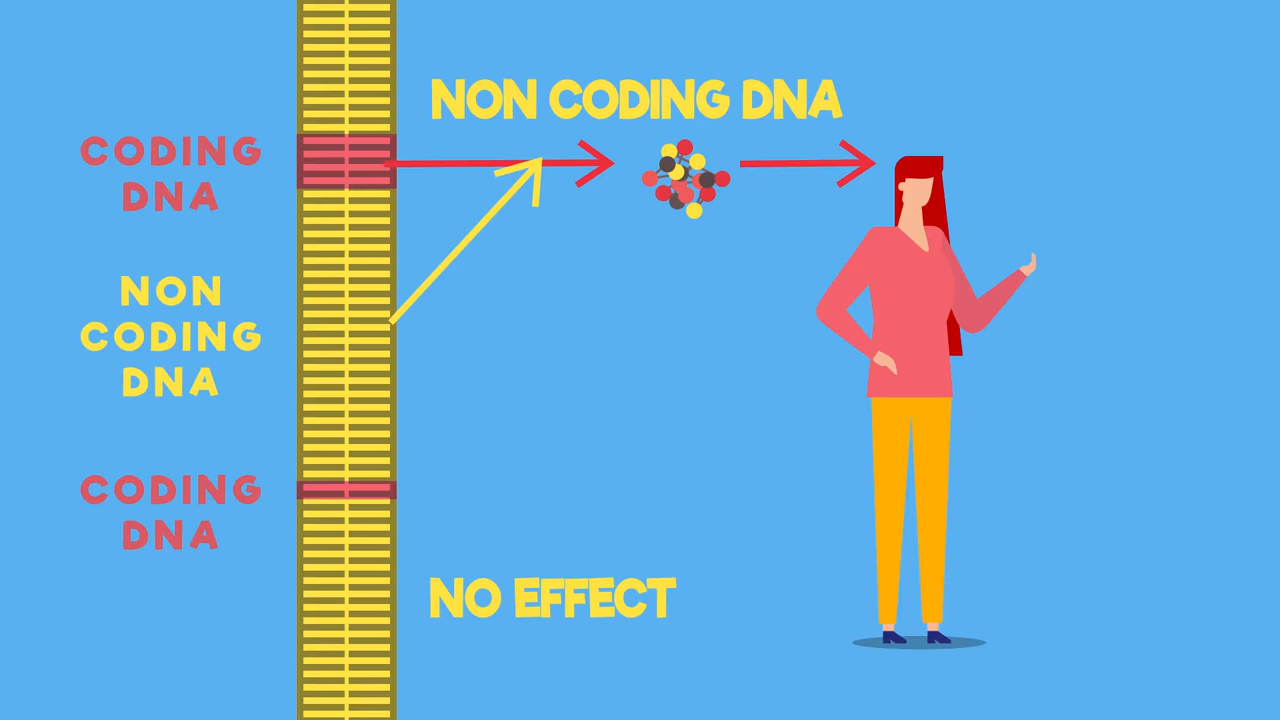 NON CODING DNA
CODING
DNA
NON
CODING
DNA
CODING
DNA
NO EFFECT